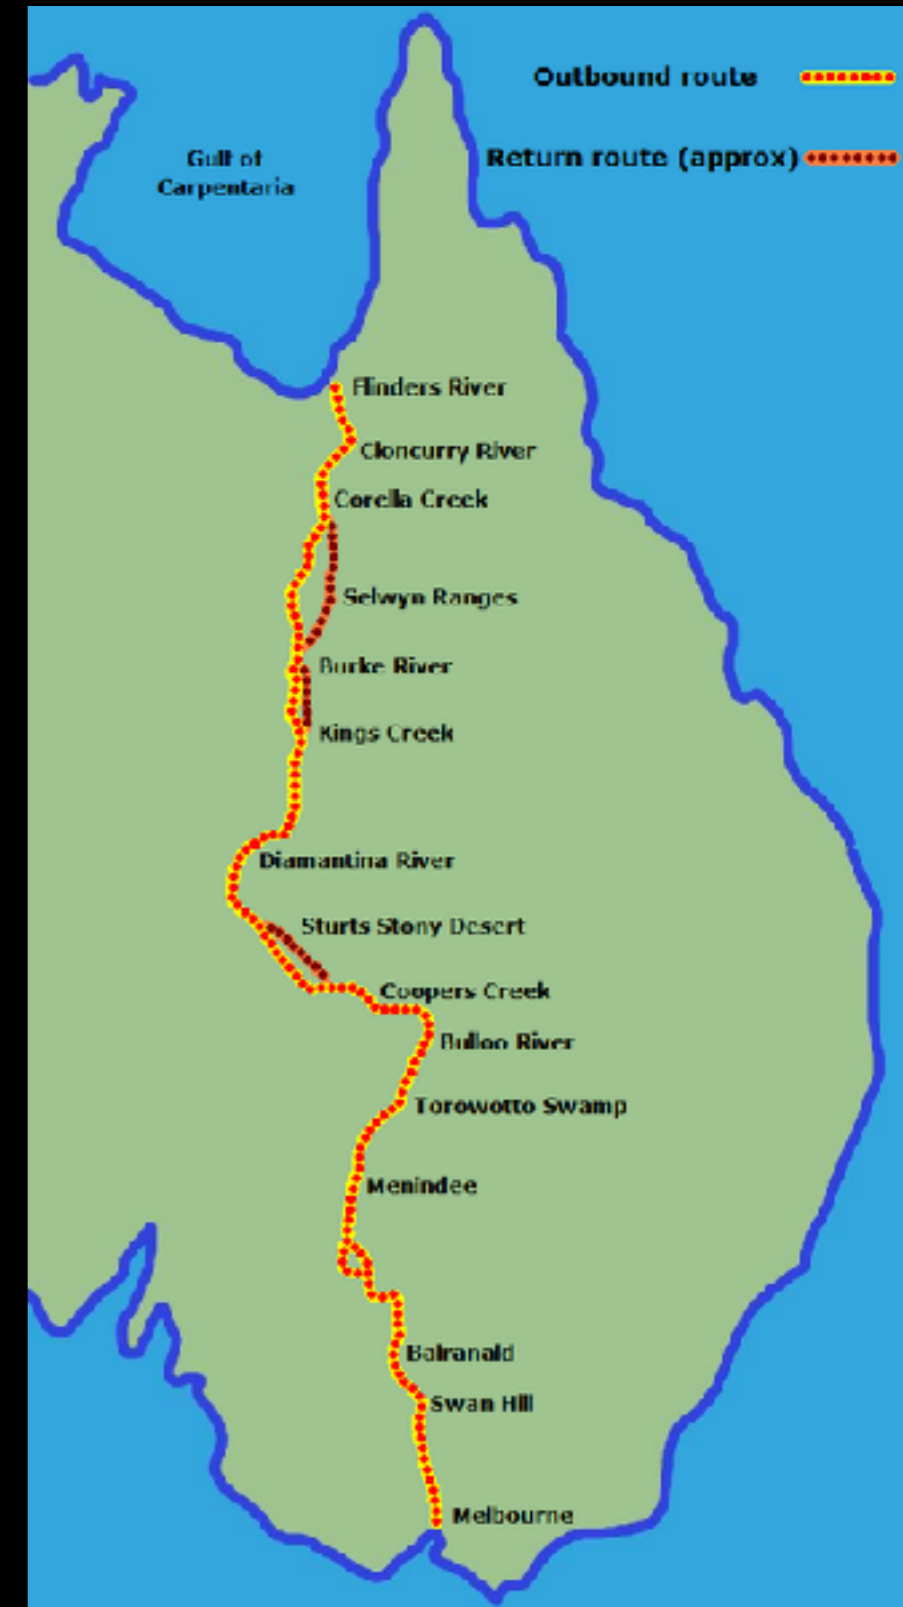 Outbound route
Return route (approx)
Gulf of
Carpentaria
Flinders River
Cloncurry River
Corella Creek
Selwyn Ranges
Burke River
Kings Creek
Diamantina River
Sturts Stony Desert
Coopers Creek
Bulloo River
Torowotto Swamp
Menindee
Balranald
Swan Hill
Melbourne